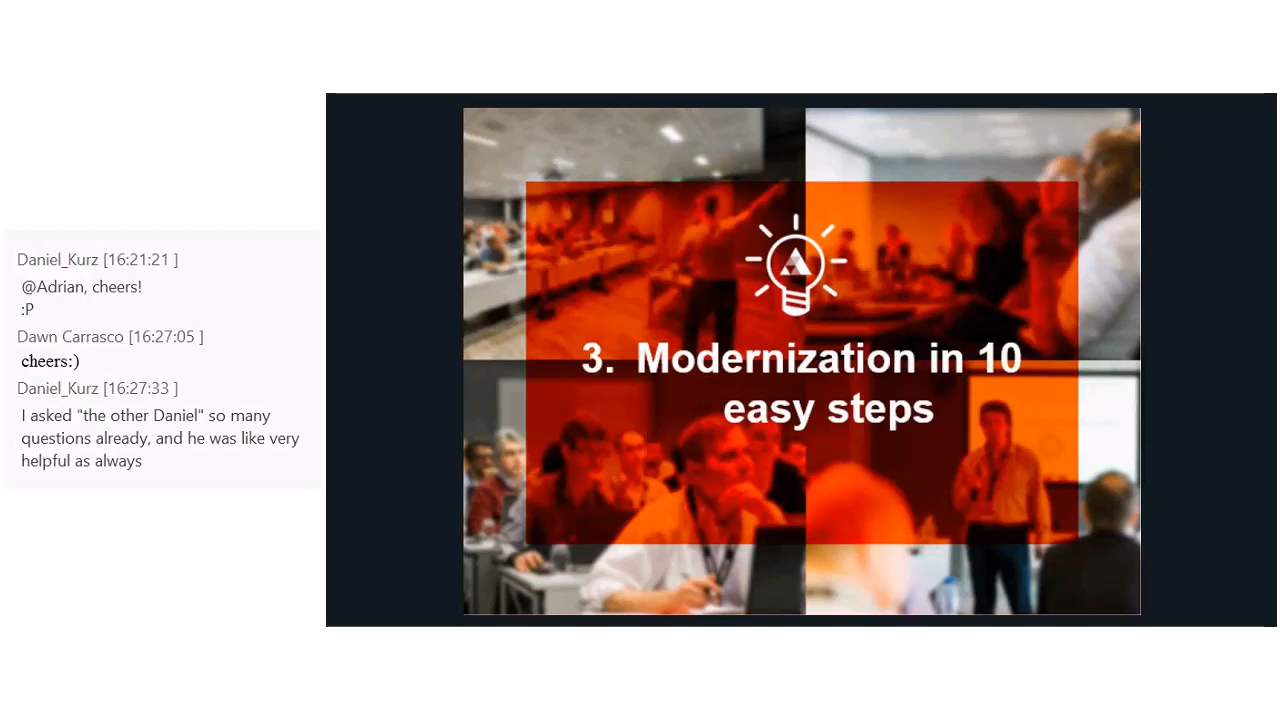 Daniel_Kurz [16:21:21 ]
@Adrian, cheers!
:P
Dawn Carrasco [16:27:05 ]
cheers:)
Daniel_Kurz [16:27:33 ]
I asked "the other Daniel" so many
questions already, and he was like very
helpful as always
3. Modernization in 10
easy steps